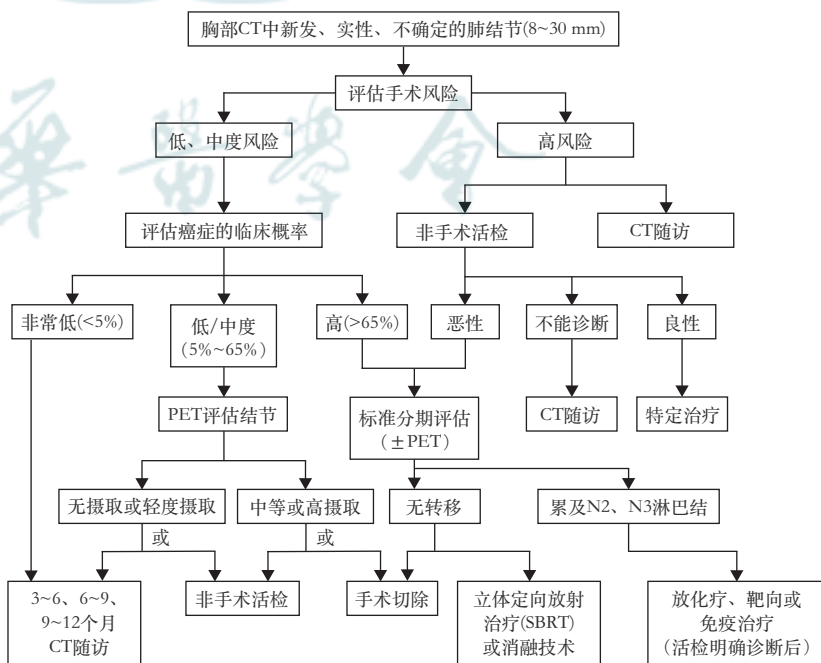 胸部CT中新发、实性、不确定的肺结节(8~30 mm)
评估手术风险
低、中度风险
高风险
评估癌症的临床概率
非手术活检
CT随访
非常低(<5%)
低/中度
(5%~65%)
高(>65%)
恶性
不能诊断
良性
PET评估结节
标准分期评估
(±PET)
CT随访
特定治疗
无摄取或轻度摄取
中等或高摄取
无转移
累及N2、N3淋巴结
或
或
3~6、6~9、
9~12个月
CT随访
非手术活检
手术切除
立体定向放射
治疗(SBRT)
或消融技术
放化疗、靶向或
免疫治疗
(活检明确诊断后)
華醫學會